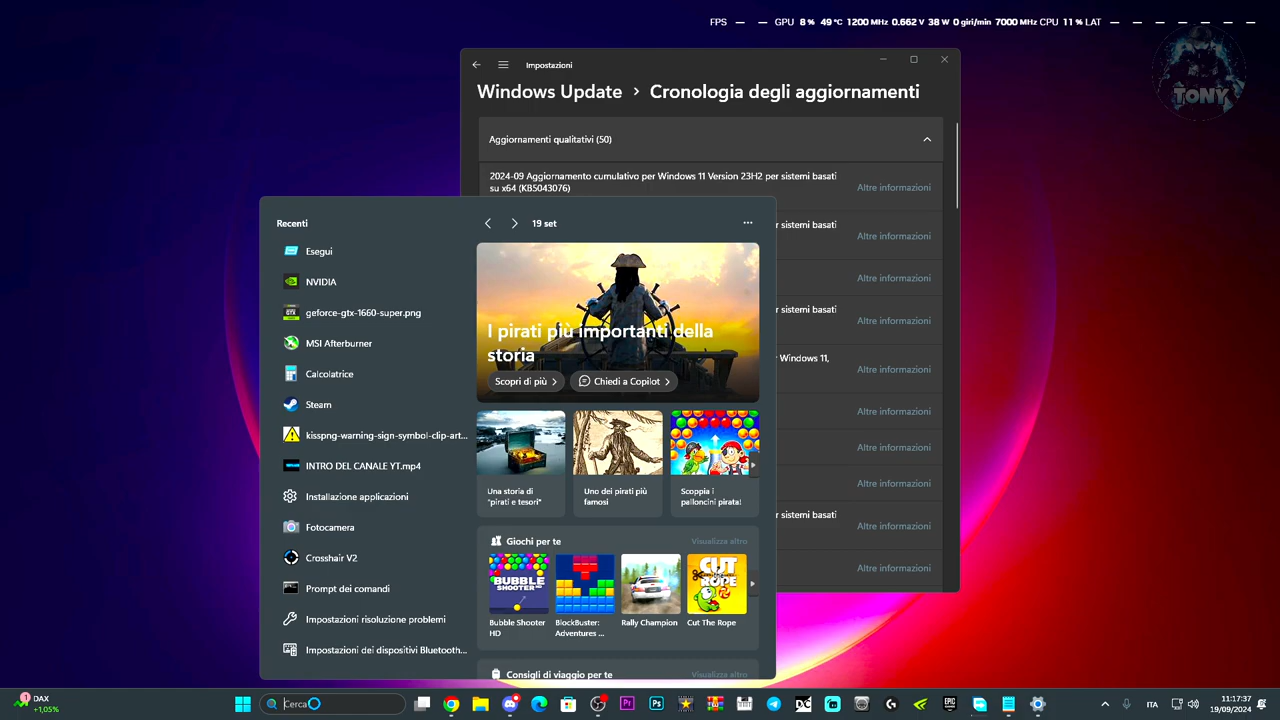 FPS — — GPU 8 % 49 °C 1200 MHz 0.662 V 38 W 0 giri/min 7000 MHz CPU 11 % LAT — — — — — — —
TONY
Impostazioni
Windows Update > Cronologia degli aggiornamenti
Aggiornamenti qualitativi (50)
2024-09 Aggiornamento cumulativo per Windows 11 Version 23H2 per sistemi basati
su x64 (KB5043076)
Altre informazioni
r sistemi basati
Altre informazioni
Altre informazioni
r sistemi basati
Altre informazioni
r Windows 11,
Altre informazioni
Altre informazioni
Altre informazioni
Altre informazioni
r sistemi basati
Altre informazioni
Altre informazioni
Recenti
Esegui
NVIDIA
geforce-gtx-1660-super.png
MSI Afterburner
Calcolatrice
Steam
kisspng-warning-sign-symbol-clip-art...
INTRO DEL CANALE YT.mp4
Installazione applicazioni
Fotocamera
Crosshair V2
Prompt dei comandi
Impostazioni risoluzione problemi
Impostazioni dei dispositivi Bluetooth...
19 set
I pirati più importanti della
storia
Scopri di più
Chiedi a Copilot
Una storia di
"pirati e tesori"
Uno dei pirati più
famosi
Scoppia i
palloncini pirata!
Giochi per te
Visualizza altro
BUBBLE
SHOOTER
CUT
ROPE
Bubble Shooter
HD
BlockBuster:
Adventures ...
Rally Champion
Cut The Rope
Consigli di viaggio per te
Visualizza altro
1
DAX
+1,05%
Cerca
Pr
Ps
DC
EPIC
ITA
11:17:37
19/09/2024